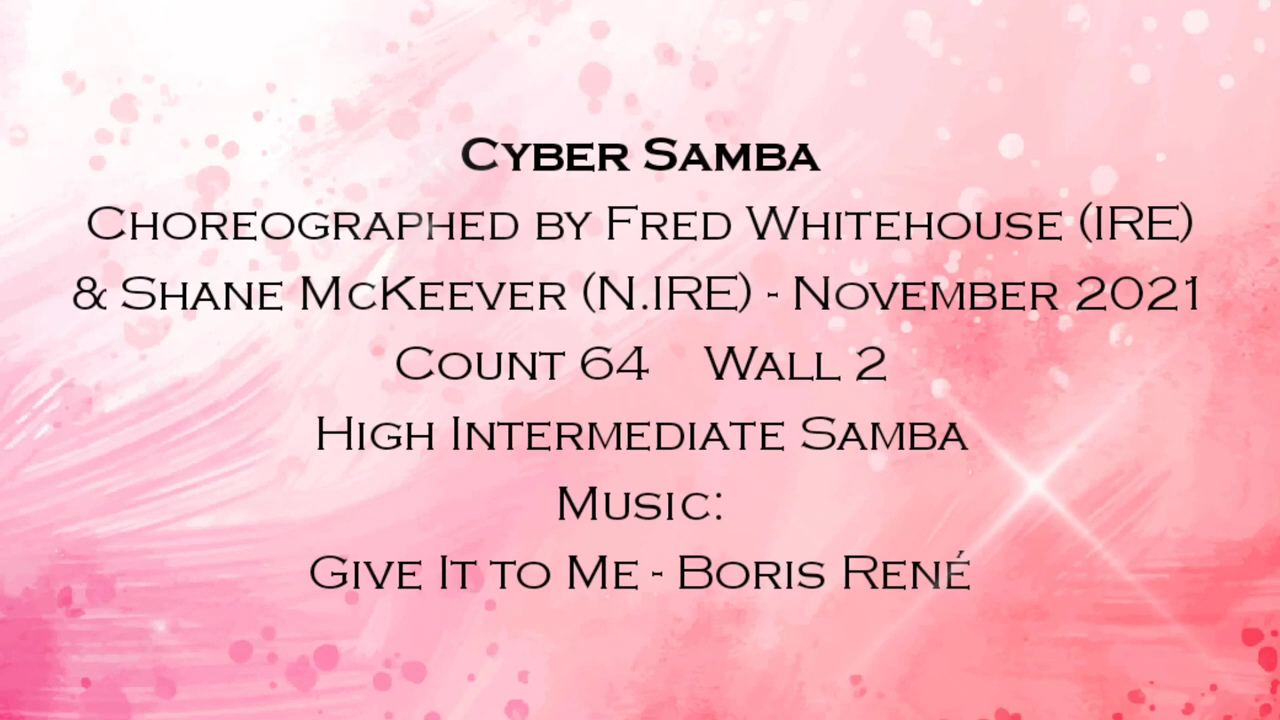 Cyber Samba
Choreographed by Fred Whitehouse (IRE)
& Shane McKeever (N.IRE) - November 2021
Count 64 Wall 2
High Intermediate Samba
Music:
Give It to Me - Boris René